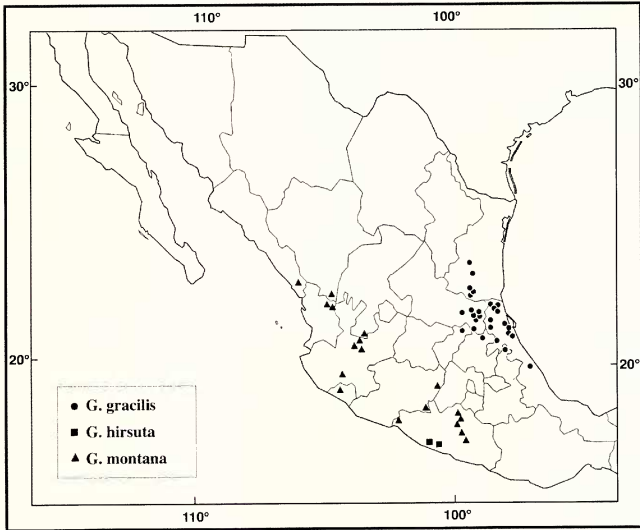 110° 100°
30° 30°
20° 20°
G. gracilis
G. hirsuta
G. montana
110° 100°